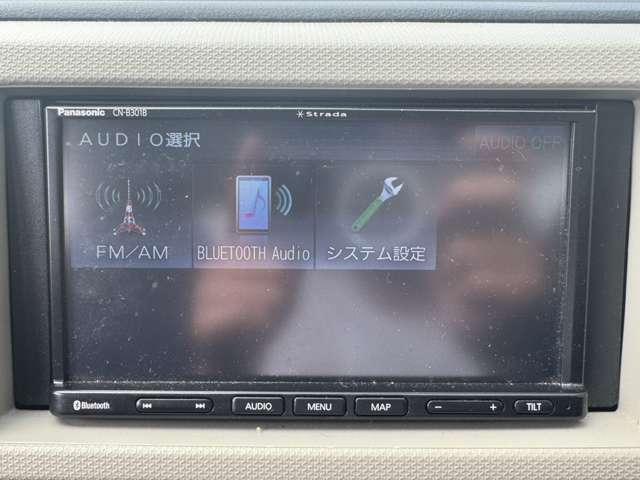 Panasonic CN-B301B Strada
AUDIO選択 AUDIO OFF
FM/AM BLUETOOTH Audio システム設定
Bluetooth AUDIO MENU MAP − + TILT